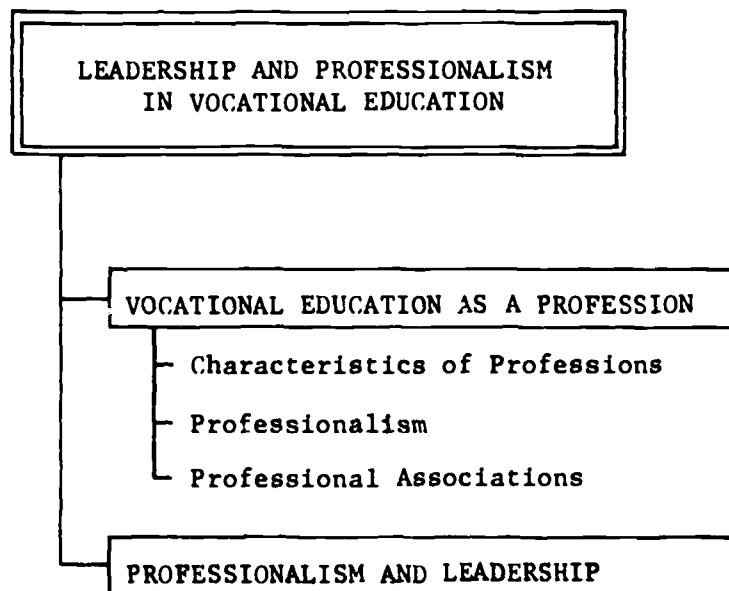 LEADERSHIP AND PROFESSIONALISM
IN VOCATIONAL EDUCATION
VOCATIONAL EDUCATION AS A PROFESSION
Characteristics of Professions
Professionalism
Professional Associations
PROFESSIONALISM AND LEADERSHIP